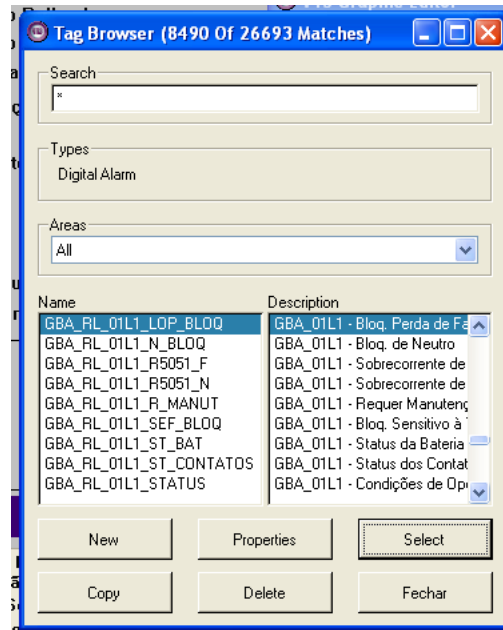 Tag Browser (8490 Of 26693 Matches)
Search
*
Types
Digital Alarm
Areas
All
Name Description
GBA_RL_01L1_LOP_BLOQ GBA_01L1 - Bloq. Perda de Fa
GBA_RL_01L1_N_BLOQ GBA_01L1 - Bloq. de Neutro
GBA_RL_01L1_R5051_F GBA_01L1 - Sobrecorrente de
GBA_RL_01L1_R5051_N GBA_01L1 - Sobrecorrente de
GBA_RL_01L1_R_MANUT GBA_01L1 - Requer Manutenç
GBA_RL_01L1_SEF_BLOQ GBA_01L1 - Bloq. Sensitivo à
GBA_RL_01L1_ST_BAT GBA_01L1 - Status da Bateria
GBA_RL_01L1_ST_CONTATOS GBA_01L1 - Status dos Contat
GBA_RL_01L1_STATUS GBA_01L1 - Condições de Op
New Properties Select
Copy Delete Fechar